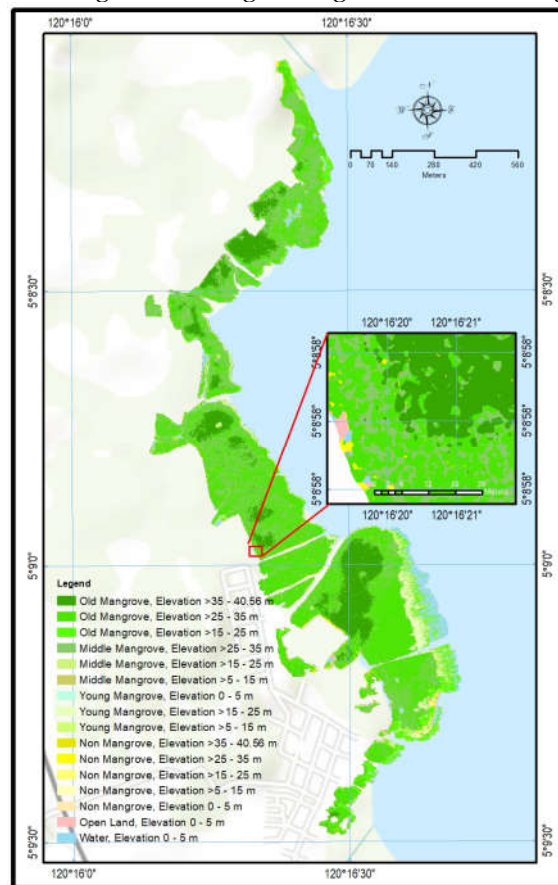 120°16'0" 120°16'30"
0 70 140 280 420 560
Meters
5°8'30" 5°8'30"
120°16'20" 120°16'21"
5°8'58" 5°8'58"
5°8'58" 5°8'58"
5°8'58" 5°8'58"
120°16'20" 120°16'21"
5°9'0" 5°9'0"
Legend
Old Mangrove, Elevation >35 - 40.56 m
Old Mangrove, Elevation >25 - 35 m
Old Mangrove, Elevation >15 - 25 m
Middle Mangrove, Elevation >25 - 35 m
Middle Mangrove, Elevation >15 - 25 m
Middle Mangrove, Elevation >5 - 15 m
Young Mangrove, Elevation 0 - 5 m
Young Mangrove, Elevation >15 - 25 m
Young Mangrove, Elevation >5 - 15 m
Non Mangrove, Elevation >35 - 40.56 m
Non Mangrove, Elevation >25 - 35 m
Non Mangrove, Elevation >15 - 25 m
Non Mangrove, Elevation >5 - 15 m
Non Mangrove, Elevation 0 - 5 m
Open Land, Elevation 0 - 5 m
Water, Elevation 0 - 5 m
5°9'30" 5°9'30"
120°16'0" 120°16'30"